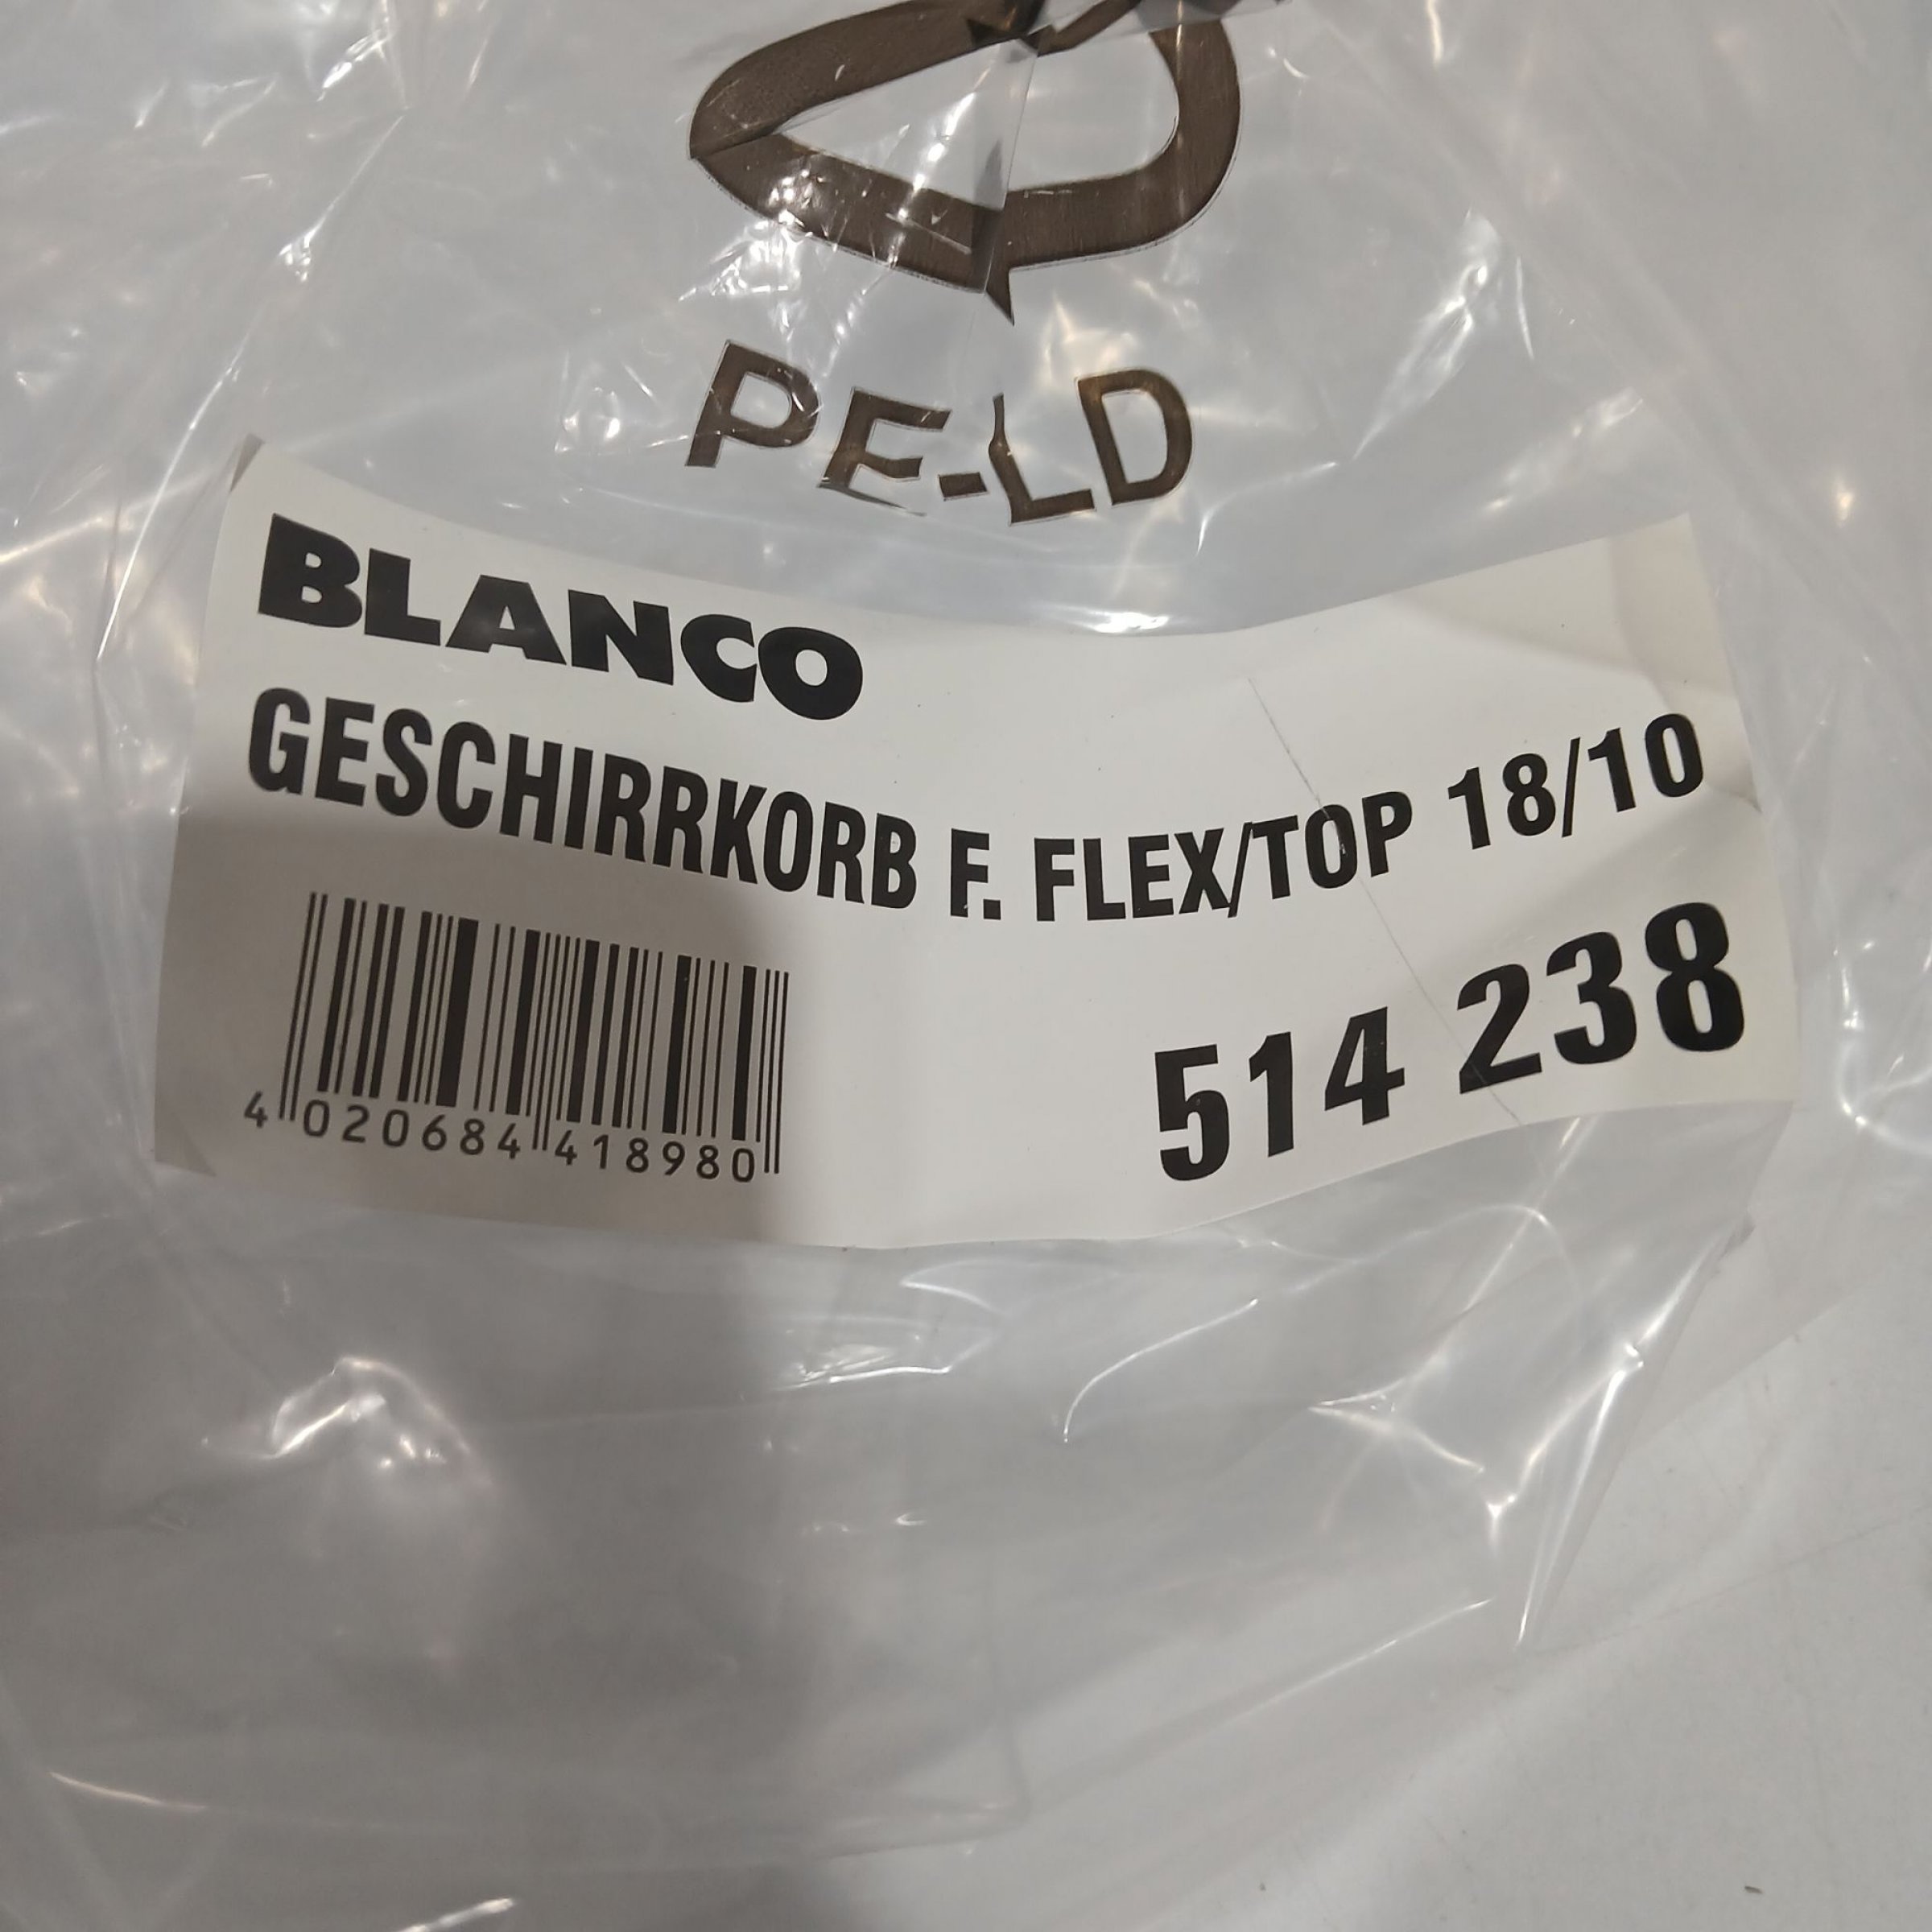 PE-LD
BLANCO
GESCHIRRKORB F. FLEX/TOP 18/10
514 238
4 020684 418980